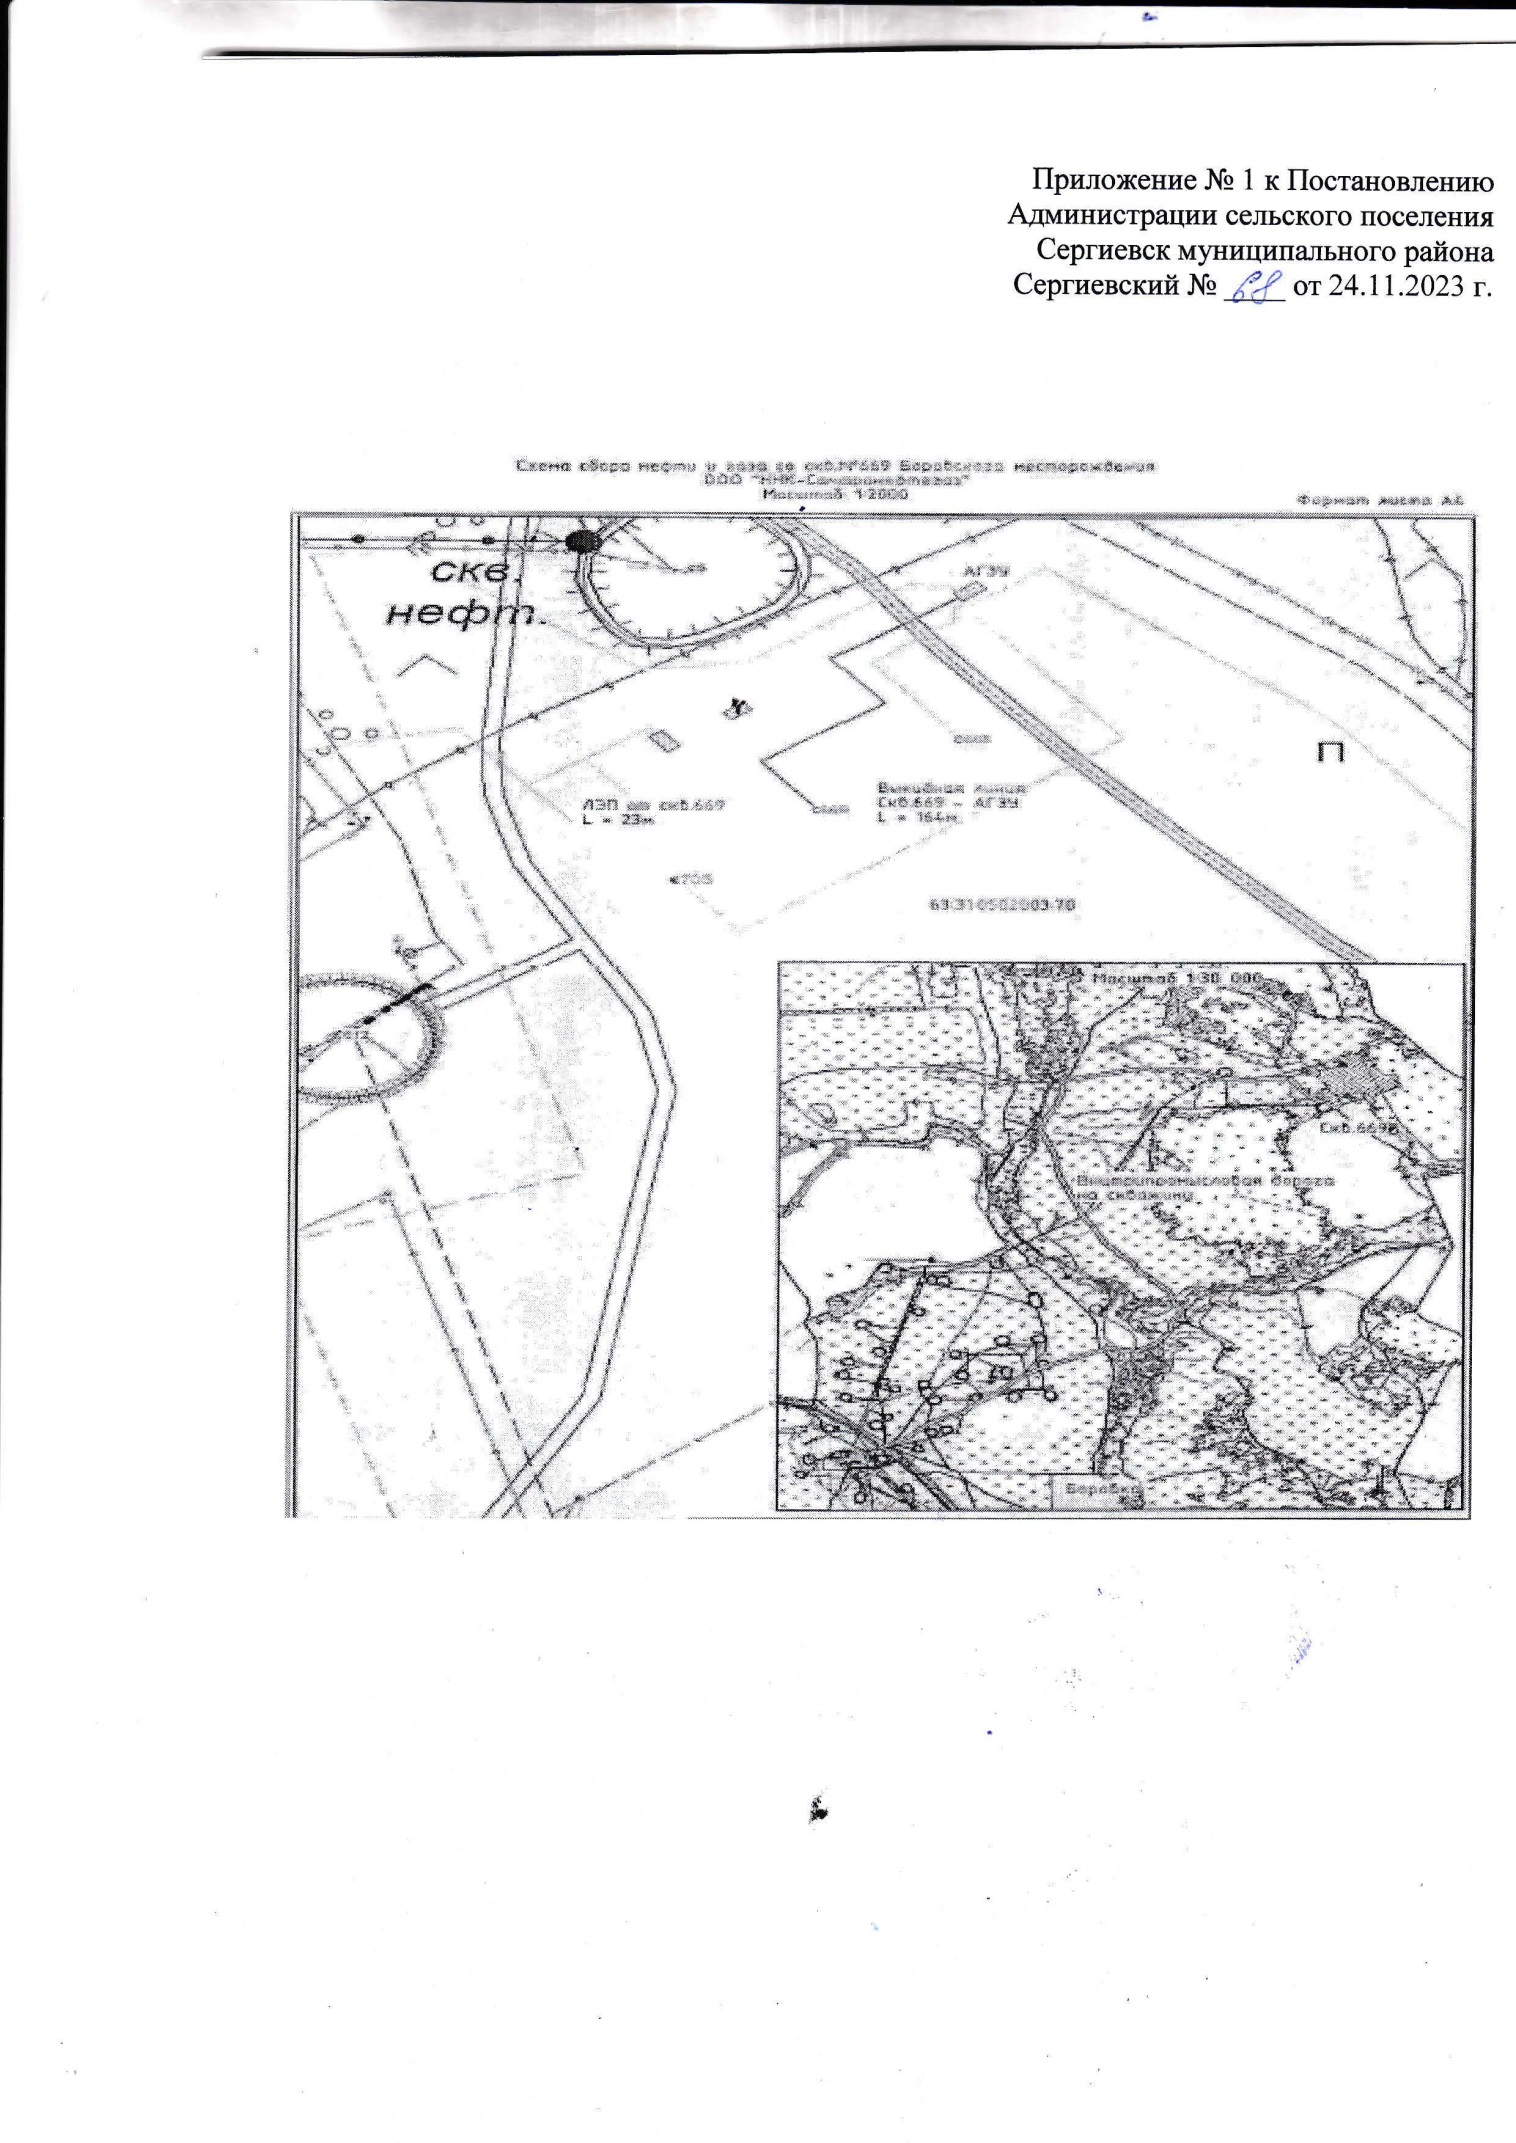 Приложение № 1 к Постановлению
Администрации сельского поселения
Сергиевск муниципального района
Сергиевский № 68 от 24.11.2023 г.
Схема сбора нефти и газа со скв.№669 Боровского месторождения
ООО "ННК-Самаранефтегаз"
Масштаб 1:2000
Формат листа А4
скв.
нефт.
АГЗУ
П
ЛЭП на скв.669
L = 23м
Выкидная линия
Скв.669 - АГЗУ
L = 164м
63:31:0502003:70
Масштаб 1:30 000
Внутрипромысловая дорога
на скважину
Боровка